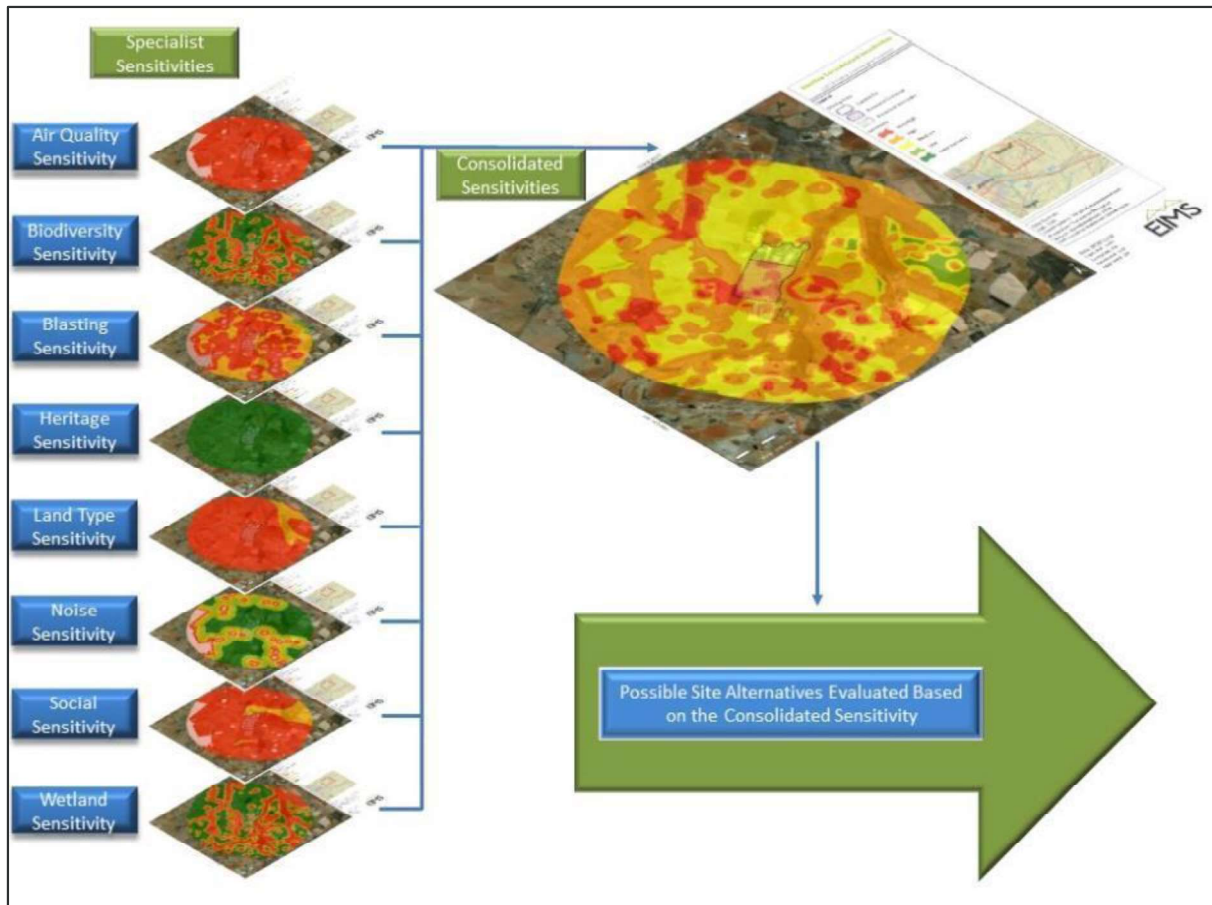 Specialist
Sensitivities
Air Quality
Sensitivity
Biodiversity
Sensitivity
Blasting
Sensitivity
Heritage
Sensitivity
Land Type
Sensitivity
Noise
Sensitivity
Social
Sensitivity
Wetland
Sensitivity
Consolidated
Sensitivities
EIMS
Possible Site Alternatives Evaluated Based
on the Consolidated Sensitivity